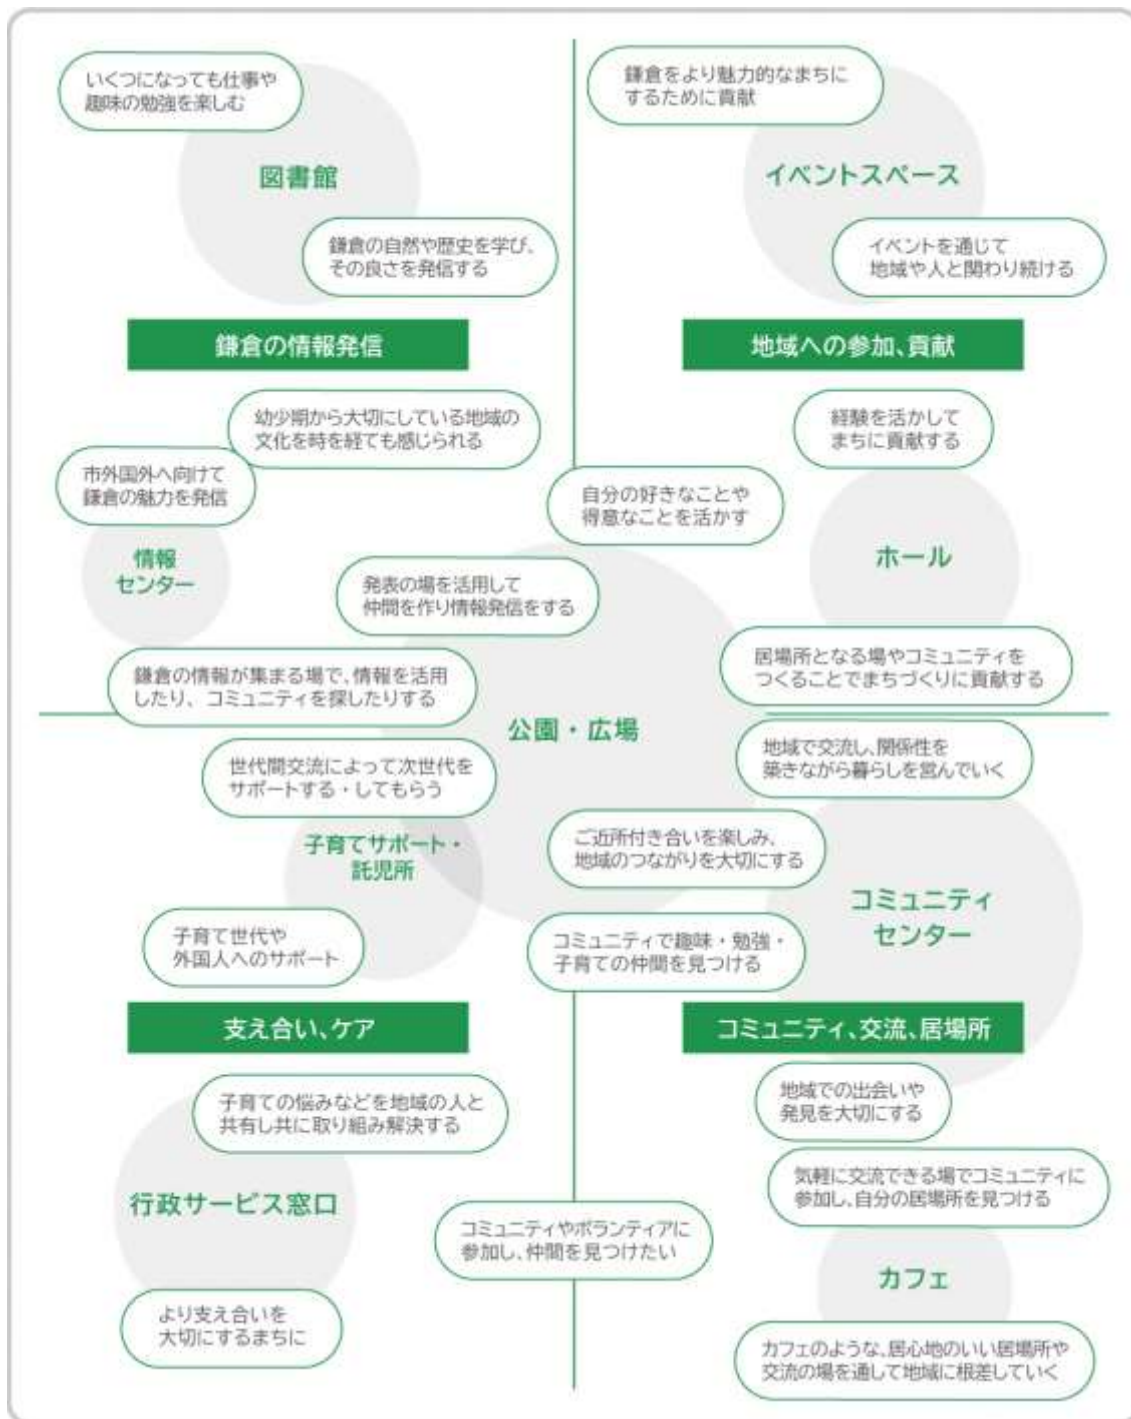 いくつになっても仕事や
趣味の勉強を楽しむ
図書館
鎌倉の自然や歴史を学び、
その良さを発信する
鎌倉の情報発信
幼少期から大切にしている地域の
文化を時を経ても感じられる
市外国外へ向けて
鎌倉の魅力を発信
情報
センター
発表の場を活用して
仲間を作り情報発信をする
鎌倉の情報が集まる場で、情報を活用
したり、コミュニティを探したりする
鎌倉をより魅力的なまちに
するために貢献
イベントスペース
イベントを通じて
地域や人と関わり続ける
地域への参加、貢献
経験を活かして
まちに貢献する
自分の好きなことや
得意なことを活かす
ホール
居場所となる場やコミュニティを
つくることでまちづくりに貢献する
公園・広場
世代間交流によって次世代を
サポートする・してもらう
子育てサポート・
託児所
子育て世代や
外国人へのサポート
支え合い、ケア
子育ての悩みなどを地域の人と
共有し共に取り組み解決する
行政サービス窓口
より支え合いを
大切にするまちに
地域で交流し、関係性を
築きながら暮らしを営んでいく
ご近所付き合いを楽しみ、
地域のつながりを大切にする
コミュニティ
センター
コミュニティで趣味・勉強・
子育ての仲間を見つける
コミュニティ、交流、居場所
地域での出会いや
発見を大切にする
気軽に交流できる場でコミュニティに
参加し、自分の居場所を見つける
コミュニティやボランティアに
参加し、仲間を見つけたい
カフェ
カフェのような、居心地のいい居場所や
交流の場を通して地域に根差していく